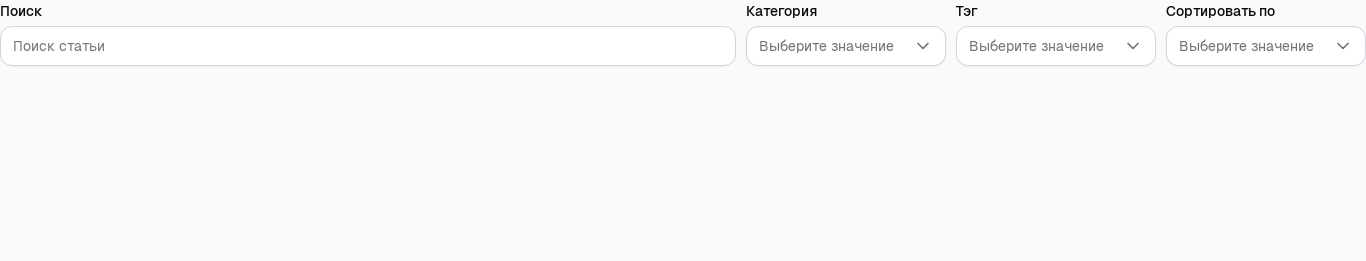 Поиск
Категория
Тэг
Сортировать по
Поиск статьи
Выберите значение
Выберите значение
Выберите значение